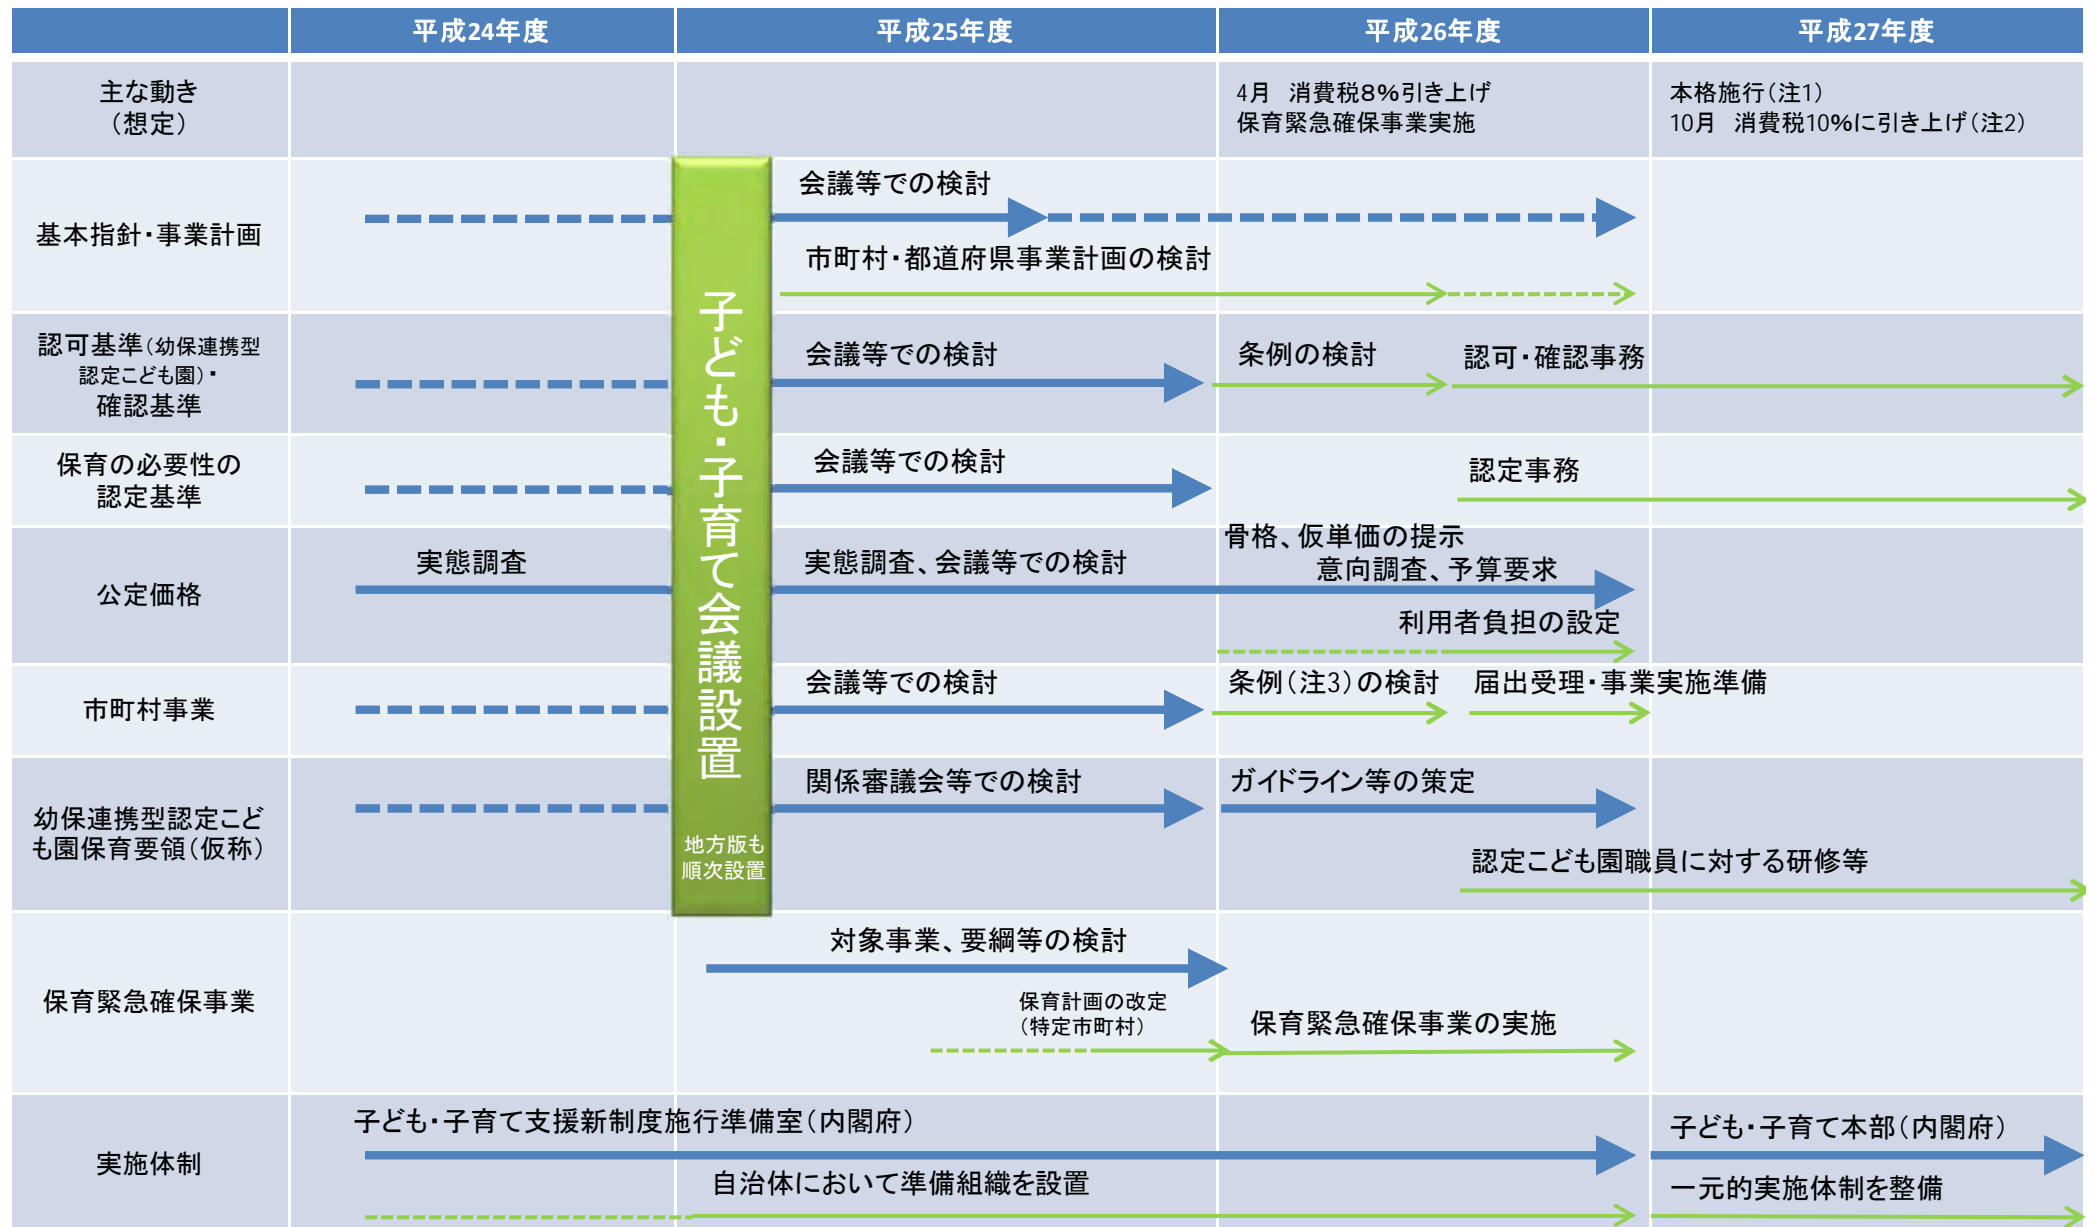 平成24年度
平成25年度
平成26年度
平成27年度
主な動き
（想定）
4月　消費税8％引き上げ
保育緊急確保事業実施
本格施行（注1）
10月　消費税10％に引き上げ（注2）
子ども・子育て会議設置
地方版も
順次設置
基本指針・事業計画
会議等での検討
市町村・都道府県事業計画の検討
認可基準（幼保連携型
認定こども園）・
確認基準
会議等での検討
条例の検討
認可・確認事務
保育の必要性の
認定基準
会議等での検討
認定事務
公定価格
実態調査
実態調査、会議等での検討
骨格、仮単価の提示
意向調査、予算要求
利用者負担の設定
市町村事業
会議等での検討
条例（注3）の検討
届出受理・事業実施準備
幼保連携型認定こど
も園保育要領（仮称）
関係審議会等での検討
ガイドライン等の策定
認定こども園職員に対する研修等
保育緊急確保事業
対象事業、要綱等の検討
保育計画の改定
（特定市町村）
保育緊急確保事業の実施
実施体制
子ども・子育て支援新制度施行準備室（内閣府）
子ども・子育て本部（内閣府）
自治体において準備組織を設置
一元的実施体制を整備